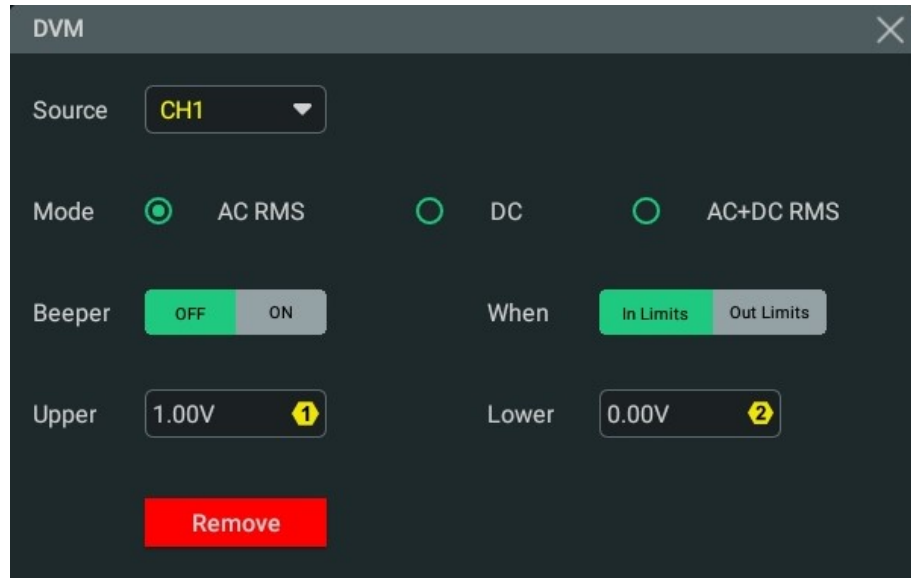 DVM
Source CH1
Mode AC RMS DC AC+DC RMS
Beeper OFF ON When In Limits Out Limits
Upper 1.00V 1 Lower 0.00V 2
Remove